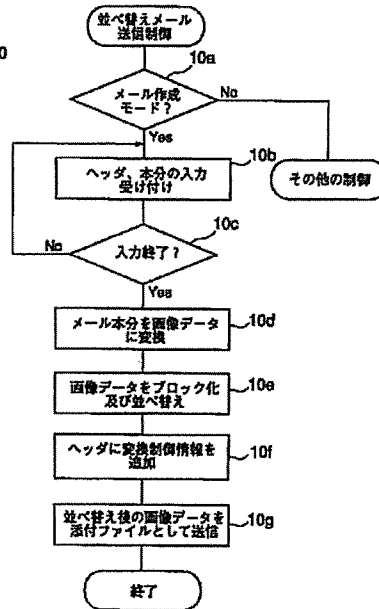 並べ替えメール
送信制御
0
10a
メール作成
モード?
No
Yes
10b
ヘッダ、本分の入力
受け付け
その他の制御
10c
入力終了?
No
Yes
メール本分を画像データ
に変換
10d
画像データをブロック化
及び並べ替え
10e
ヘッダに変換制御情報を
追加
10f
並べ替え後の画像データを
添付ファイルとして送信
10g
終了